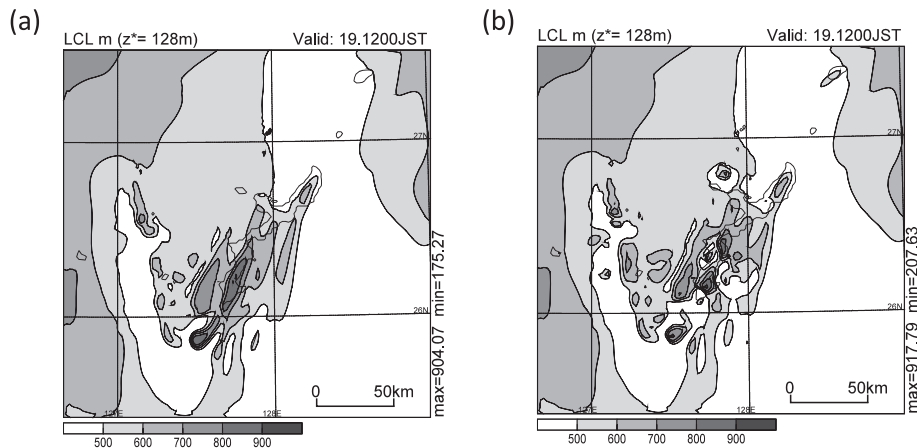 (a)
LCL m (z*= 128m) Valid: 19.1200JST
27N
26N
127E 128E
0 50km
max=904.07 min=175.27
500 600 700 800 900
(b)
LCL m (z*= 128m) Valid: 19.1200JST
27N
26N
127E 128E
0 50km
max=917.79 min=207.63
500 600 700 800 900